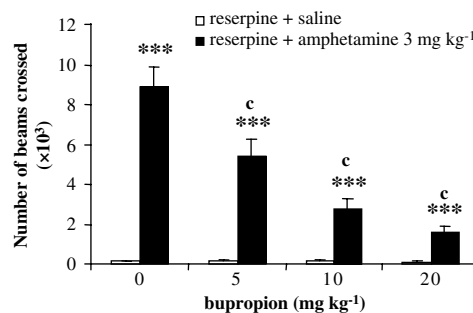 reserpine + saline
reserpine + amphetamine 3 mg kg⁻¹
Number of beams crossed
(×10³)
12
10
8
6
4
2
0
***
c
***
c
***
c
***
0 5 10 20
bupropion (mg kg⁻¹)